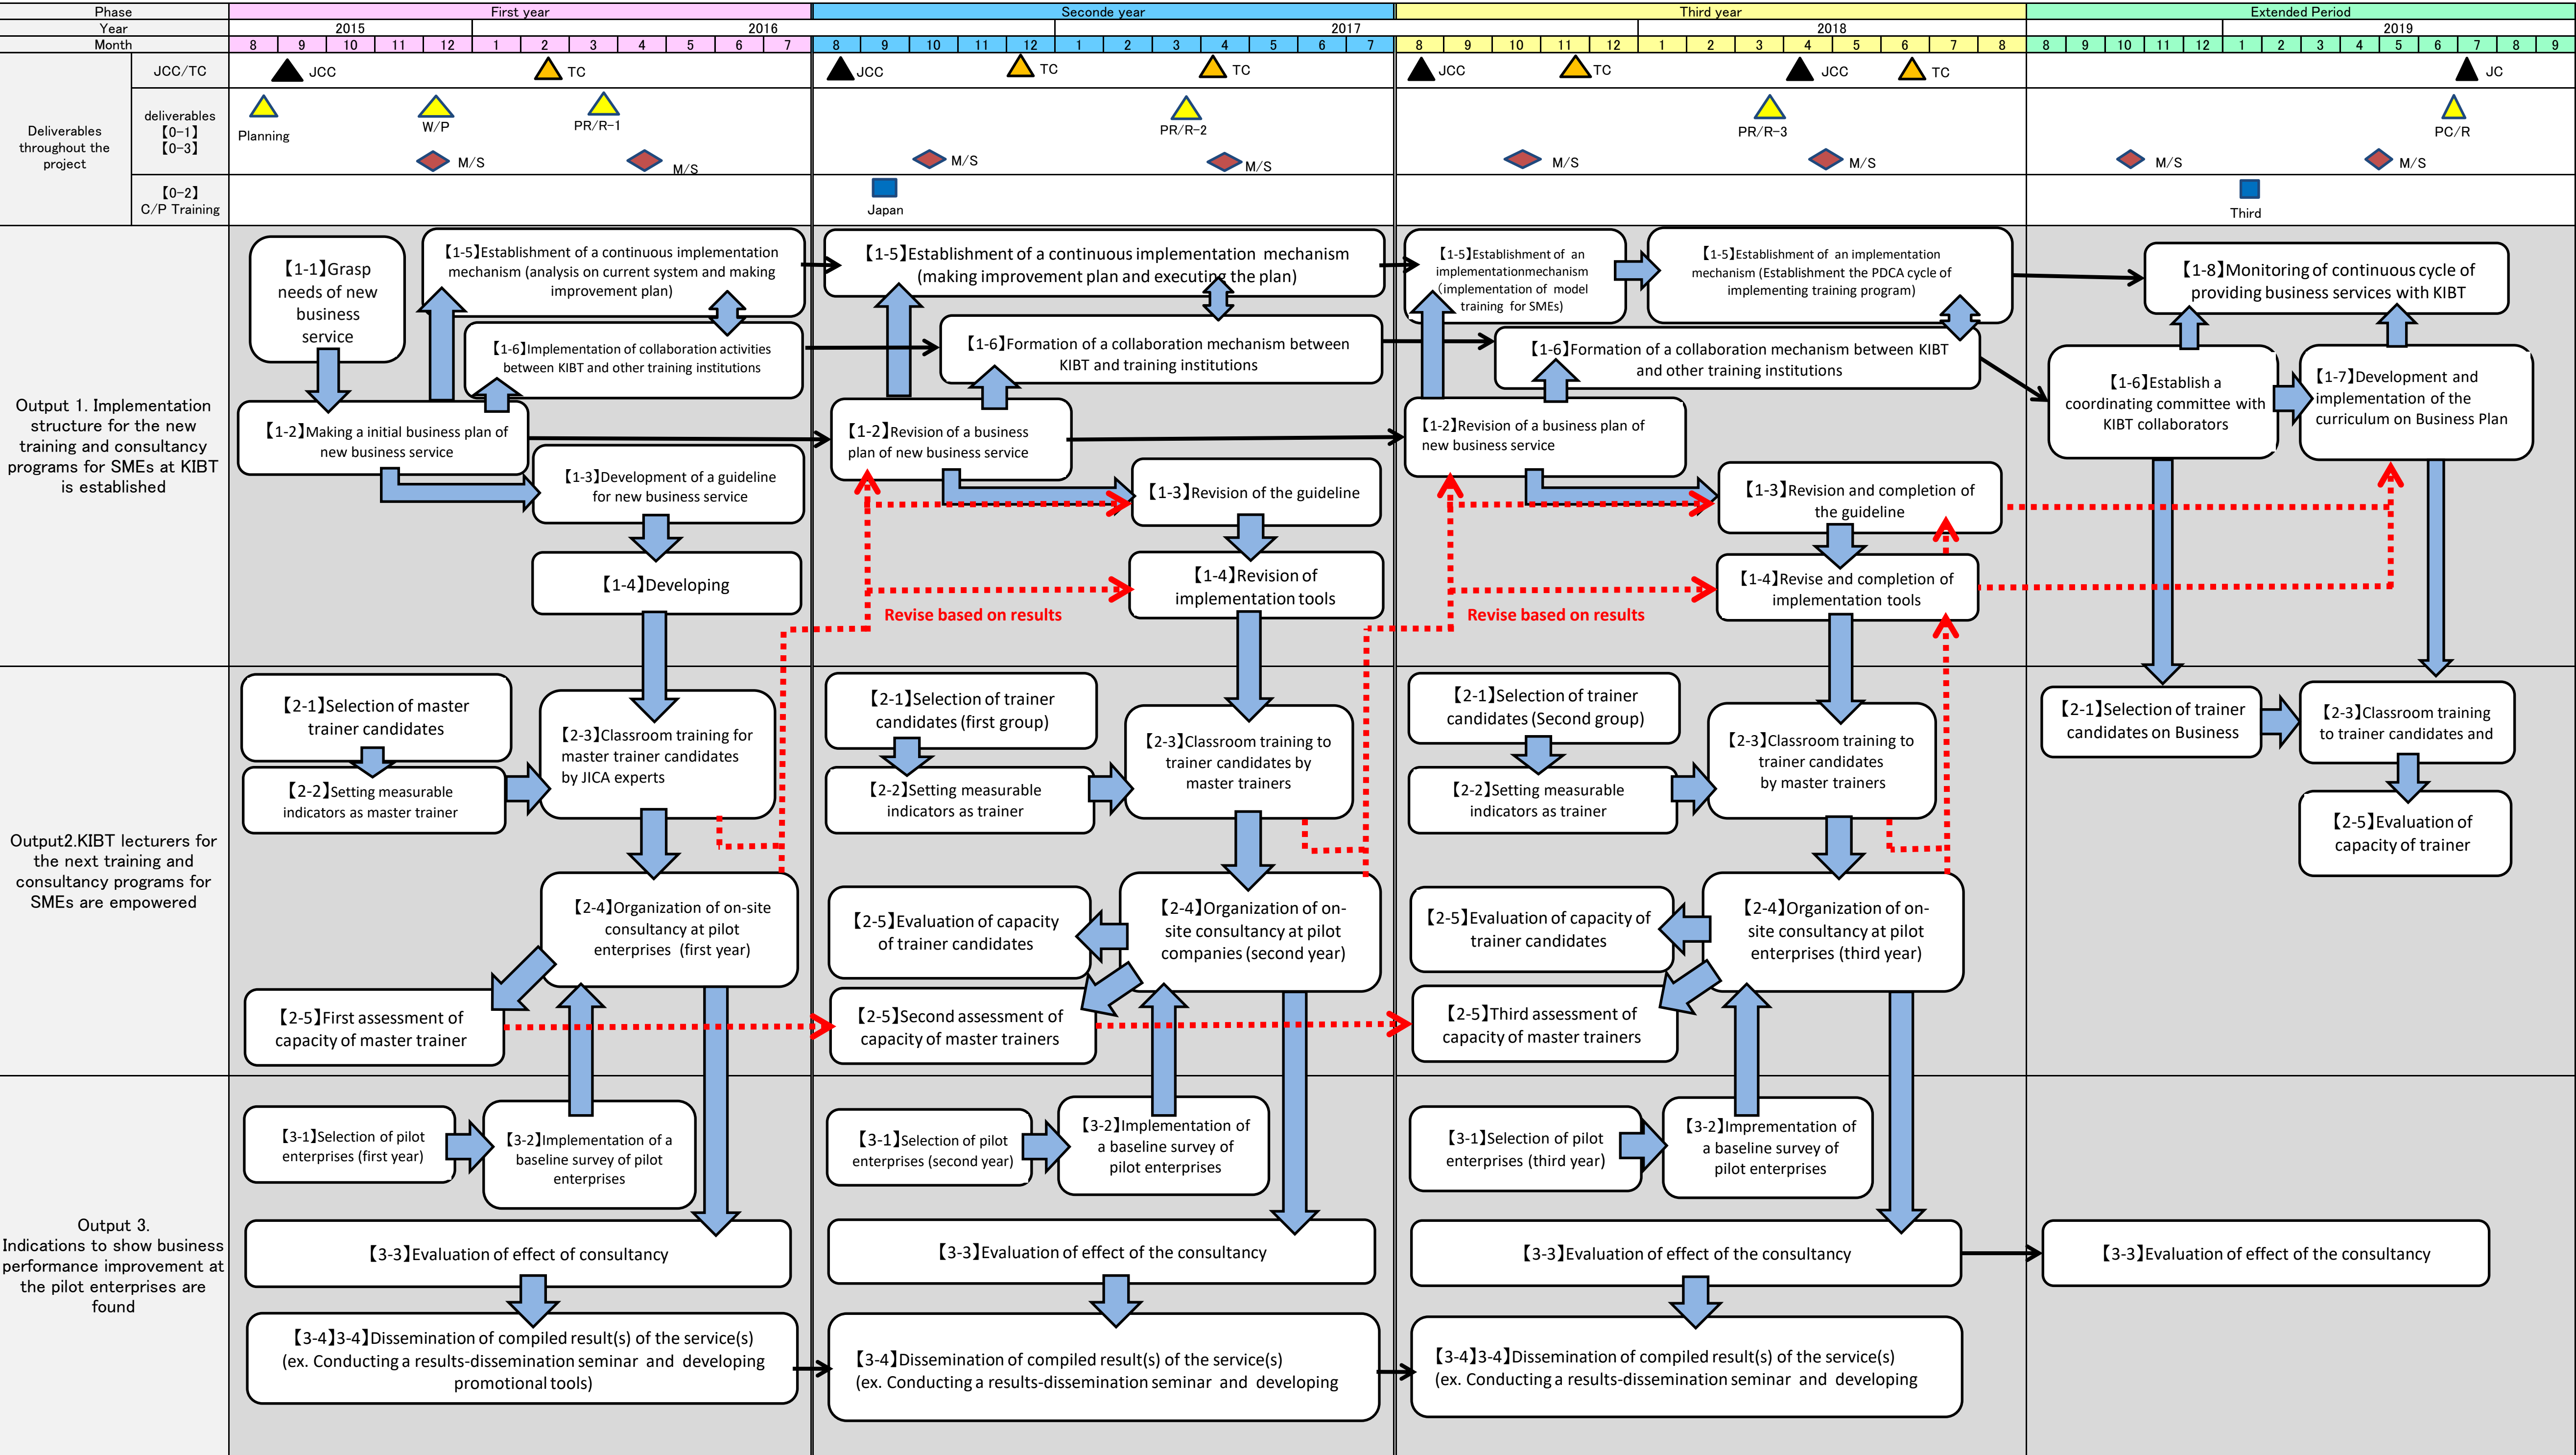 Phase
First year
Seconde year
Third year
Extended Period
Year
2015
2016
2017
2018
2019
Month
8 9 10 11 12 1 2 3 4 5 6 7
8 9 10 11 12 1 2 3 4 5 6 7
8 9 10 11 12 1 2 3 4 5 6 7 8
8 9 10 11 12 1 2 3 4 5 6 7 8 9
Deliverables
throughout the
project
JCC/TC
JCC
TC
JCC
TC
TC
JCC
TC
JCC
TC
JC
deliverables
【0-1】
【0-3】
Planning
W/P
PR/R-1
PR/R-2
PR/R-3
PC/R
M/S
M/S
M/S
M/S
M/S
M/S
M/S
M/S
【0-2】
C/P Training
Japan
Third
Output 1. Implementation
structure for the new
training and consultancy
programs for SMEs at KIBT
is established
【1-1】Grasp
needs of new
business
service
【1-5】Establishment of a continuous implementation
mechanism (analysis on current system and making
improvement plan)
【1-6】Implementation of collaboration activities
between KIBT and other training institutions
【1-2】Making a initial business plan of
new business service
【1-3】Development of a guideline
for new business service
【1-4】Developing
【1-5】Establishment of a continuous implementation mechanism
(making improvement plan and executing the plan)
【1-6】Formation of a collaboration mechanism between
KIBT and training institutions
【1-2】Revision of a business
plan of new business service
【1-3】Revision of the guideline
【1-4】Revision of
implementation tools
Revise based on results
【1-5】Establishment of an
implementationmechanism
(implementation of model
training for SMEs)
【1-5】Establishment of an implementation
mechanism (Establishment the PDCA cycle of
implementing training program)
【1-6】Formation of a collaboration mechanism between KIBT
and other training institutions
【1-2】Revision of a business plan of
new business service
【1-3】Revision and completion of
the guideline
【1-4】Revise and completion of
implementation tools
Revise based on results
【1-8】Monitoring of continuous cycle of
providing business services with KIBT
【1-6】Establish a
coordinating committee with
KIBT collaborators
【1-7】Development and
implementation of the
curriculum on Business Plan
Output2.KIBT lecturers for
the next training and
consultancy programs for
SMEs are empowered
【2-1】Selection of master
trainer candidates
【2-2】Setting measurable
indicators as master trainer
【2-3】Classroom training for
master trainer candidates
by JICA experts
【2-4】Organization of on-site
consultancy at pilot
enterprises (first year)
【2-5】First assessment of
capacity of master trainer
【2-1】Selection of trainer
candidates (first group)
【2-2】Setting measurable
indicators as trainer
【2-3】Classroom training to
trainer candidates by
master trainers
【2-5】Evaluation of capacity
of trainer candidates
【2-4】Organization of on-
site consultancy at pilot
companies (second year)
【2-5】Second assessment of
capacity of master trainers
【2-1】Selection of trainer
candidates (Second group)
【2-2】Setting measurable
indicators as trainer
【2-3】Classroom training to
trainer candidates
by master trainers
【2-5】Evaluation of capacity of
trainer candidates
【2-4】Organization of on-
site consultancy at pilot
enterprises (third year)
【2-5】Third assessment of
capacity of master trainers
【2-1】Selection of trainer
candidates on Business
【2-3】Classroom training
to trainer candidates and
【2-5】Evaluation of
capacity of trainer
Output 3.
Indications to show business
performance improvement at
the pilot enterprises are
found
【3-1】Selection of pilot
enterprises (first year)
【3-2】Implementation of a
baseline survey of pilot
enterprises
【3-3】Evaluation of effect of consultancy
【3-4】3-4】Dissemination of compiled result(s) of the service(s)
(ex. Conducting a results-dissemination seminar and developing
promotional tools)
【3-1】Selection of pilot
enterprises (second year)
【3-2】Implementation of
a baseline survey of
pilot enterprises
【3-3】Evaluation of effect of the consultancy
【3-4】Dissemination of compiled result(s) of the service(s)
(ex. Conducting a results-dissemination seminar and developing
【3-1】Selection of pilot
enterprises (third year)
【3-2】Imprementation of
a baseline survey of
pilot enterprises
【3-3】Evaluation of effect of the consultancy
【3-4】3-4】Dissemination of compiled result(s) of the service(s)
(ex. Conducting a results-dissemination seminar and developing
【3-3】Evaluation of effect of the consultancy